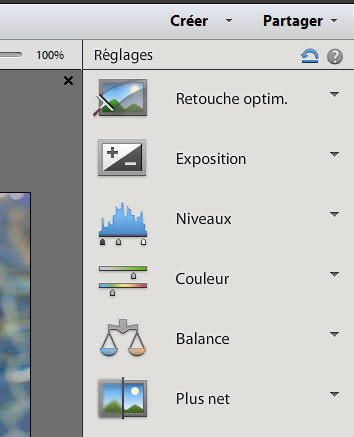 Créer Partager
100% Réglages
Retouche optim.
Exposition
Niveaux
Couleur
Balance
Plus net